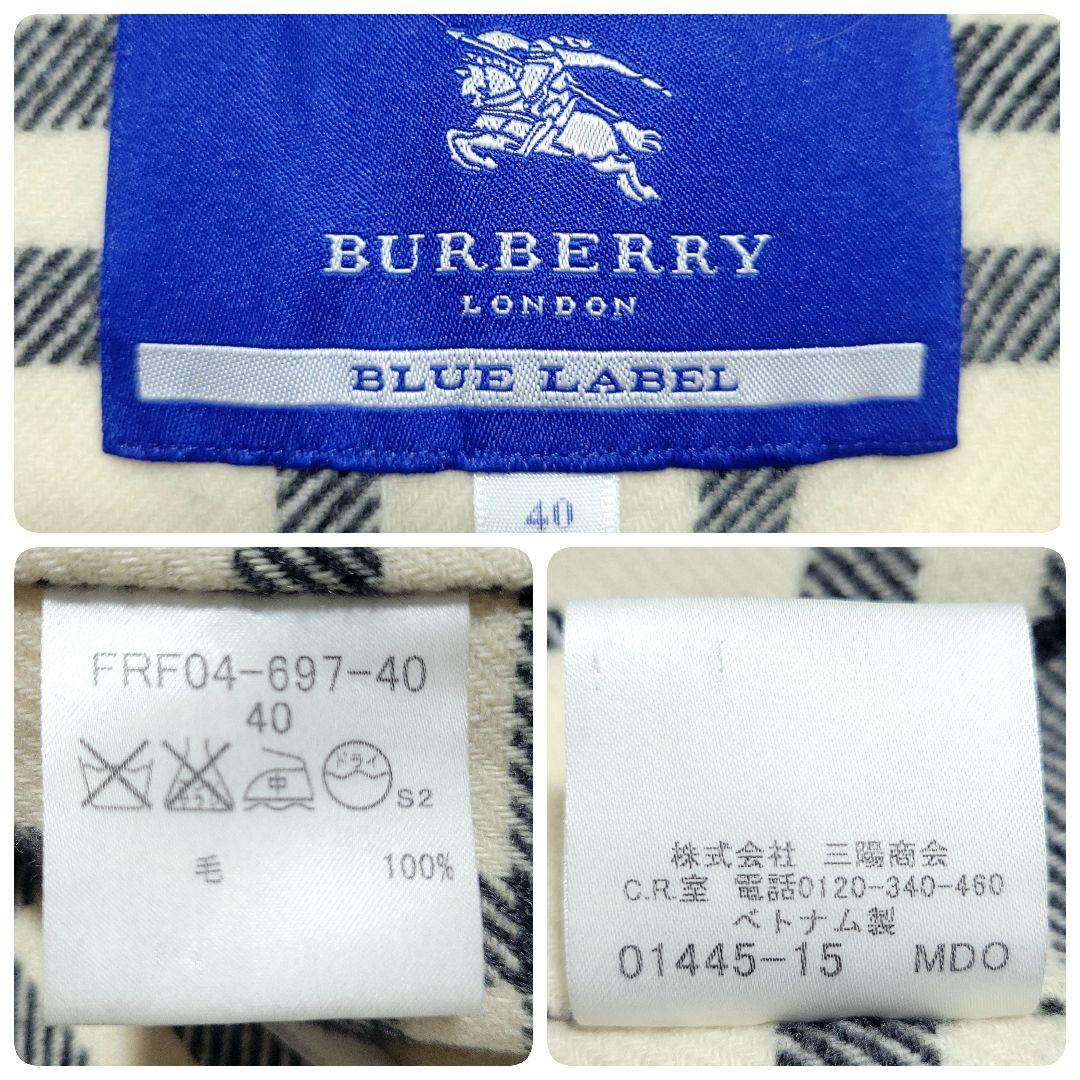 BURBERRY
LONDON
BLUE LABEL
40
FRF04-697-40
40
中 ドライ
S2
毛 100%
株式会社 三陽商会
C.R.室 電話0120-340-460
ベトナム製
01445-15 MDO